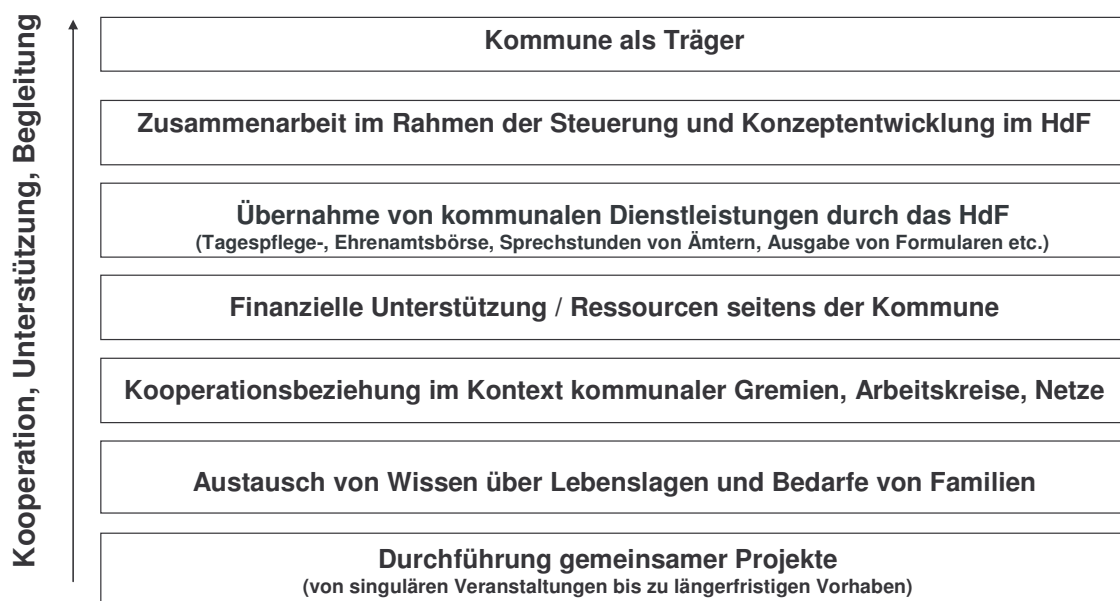 Kooperation, Unterstützung, Begleitung
Kommune als Träger
Zusammenarbeit im Rahmen der Steuerung und Konzeptentwicklung im HdF
Übernahme von kommunalen Dienstleistungen durch das HdF
(Tagespflege-, Ehrenamtsbörse, Sprechstunden von Ämtern, Ausgabe von Formularen etc.)
Finanzielle Unterstützung / Ressourcen seitens der Kommune
Kooperationsbeziehung im Kontext kommunaler Gremien, Arbeitskreise, Netze
Austausch von Wissen über Lebenslagen und Bedarfe von Familien
Durchführung gemeinsamer Projekte
(von singulären Veranstaltungen bis zu längerfristigen Vorhaben)